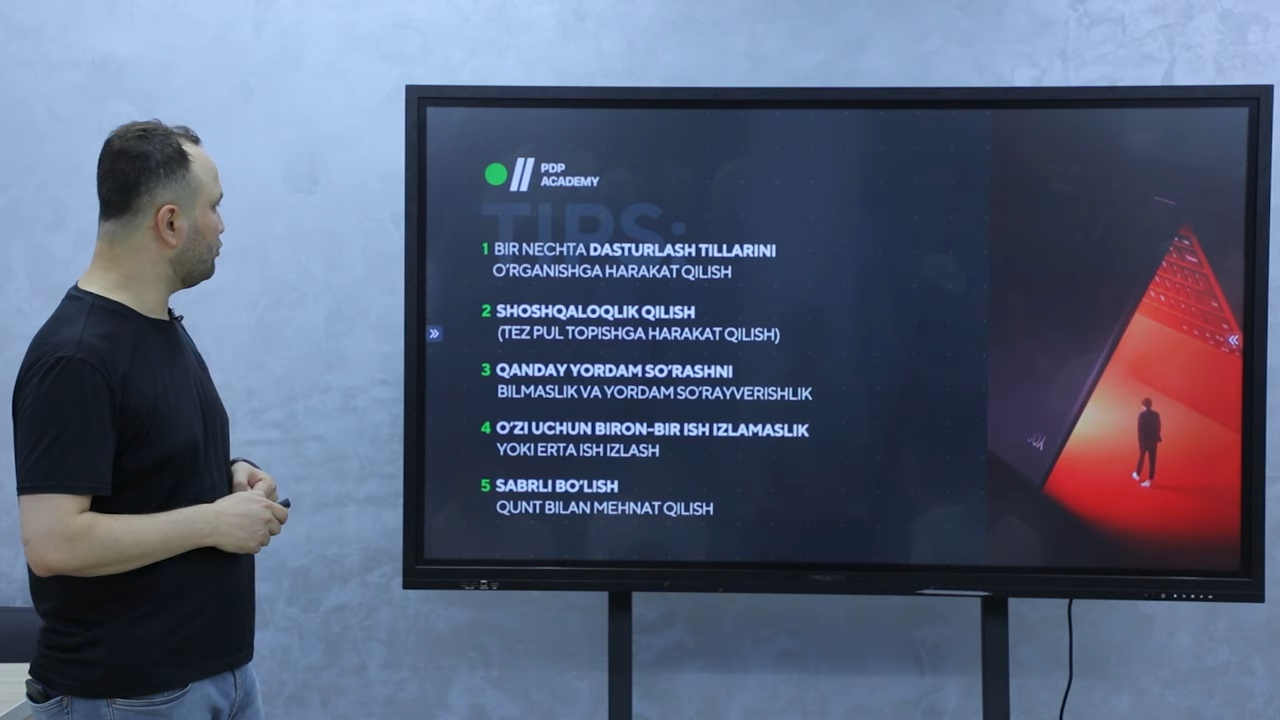 PDP
ACADEMY
TIPS:
1 BIR NECHTA DASTURLASH TILLARINI
O‘RGANISHGA HARAKAT QILISH
2 SHOSHQALOQLIK QILISH
(TEZ PUL TOPISHGA HARAKAT QILISH)
3 QANDAY YORDAM SO‘RASHNI
BILMASLIK VA YORDAM SO‘RAYVERISHLIK
4 O‘ZI UCHUN BIRON-BIR ISH IZLAMASLIK
YOKI ERTA ISH IZLASH
5 SABRLI BO‘LISH
QUNT BILAN MEHNAT QILISH